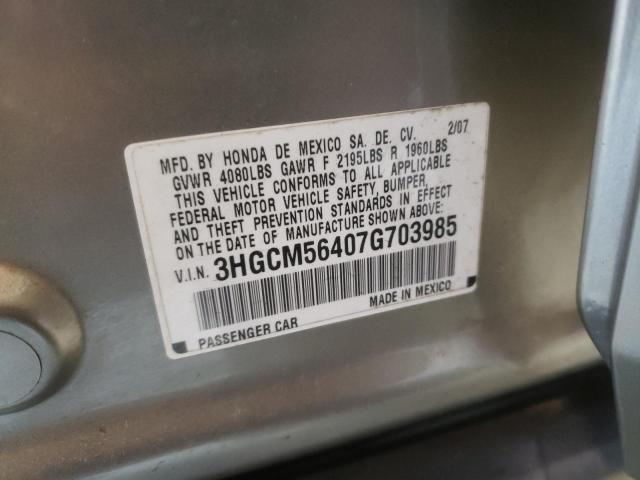 MFD. BY HONDA DE MEXICO SA. DE. CV. 2/07
GVWR 4080LBS GAWR F 2195LBS R 1960LBS
THIS VEHICLE CONFORMS TO ALL APPLICABLE
FEDERAL MOTOR VEHICLE SAFETY, BUMPER,
AND THEFT PREVENTION STANDARDS IN EFFECT
ON THE DATE OF MANUFACTURE SHOWN ABOVE:
V.I.N. 3HGCM56407G703985
PASSENGER CAR MADE IN MEXICO